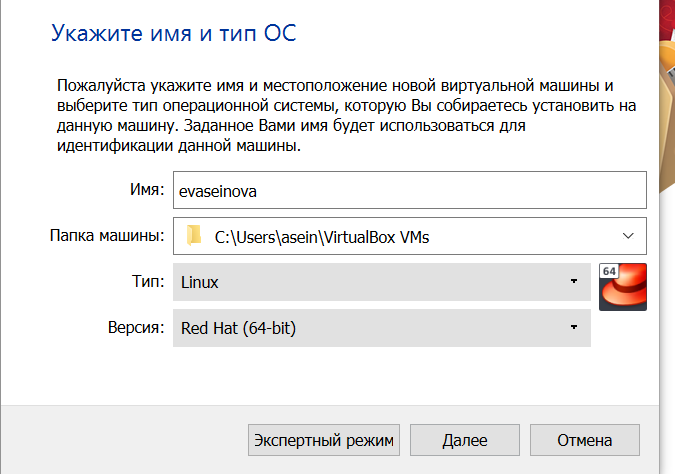 Укажите имя и тип ОС
Пожалуйста укажите имя и местоположение новой виртуальной машины и
выберите тип операционной системы, которую Вы собираетесь установить на
данную машину. Заданное Вами имя будет использоваться для
идентификации данной машины.
Имя: evaseinova
Папка машины: C:\Users\asein\VirtualBox VMs
Тип: Linux
64
Версия: Red Hat (64-bit)
Экспертный режим Далее Отмена